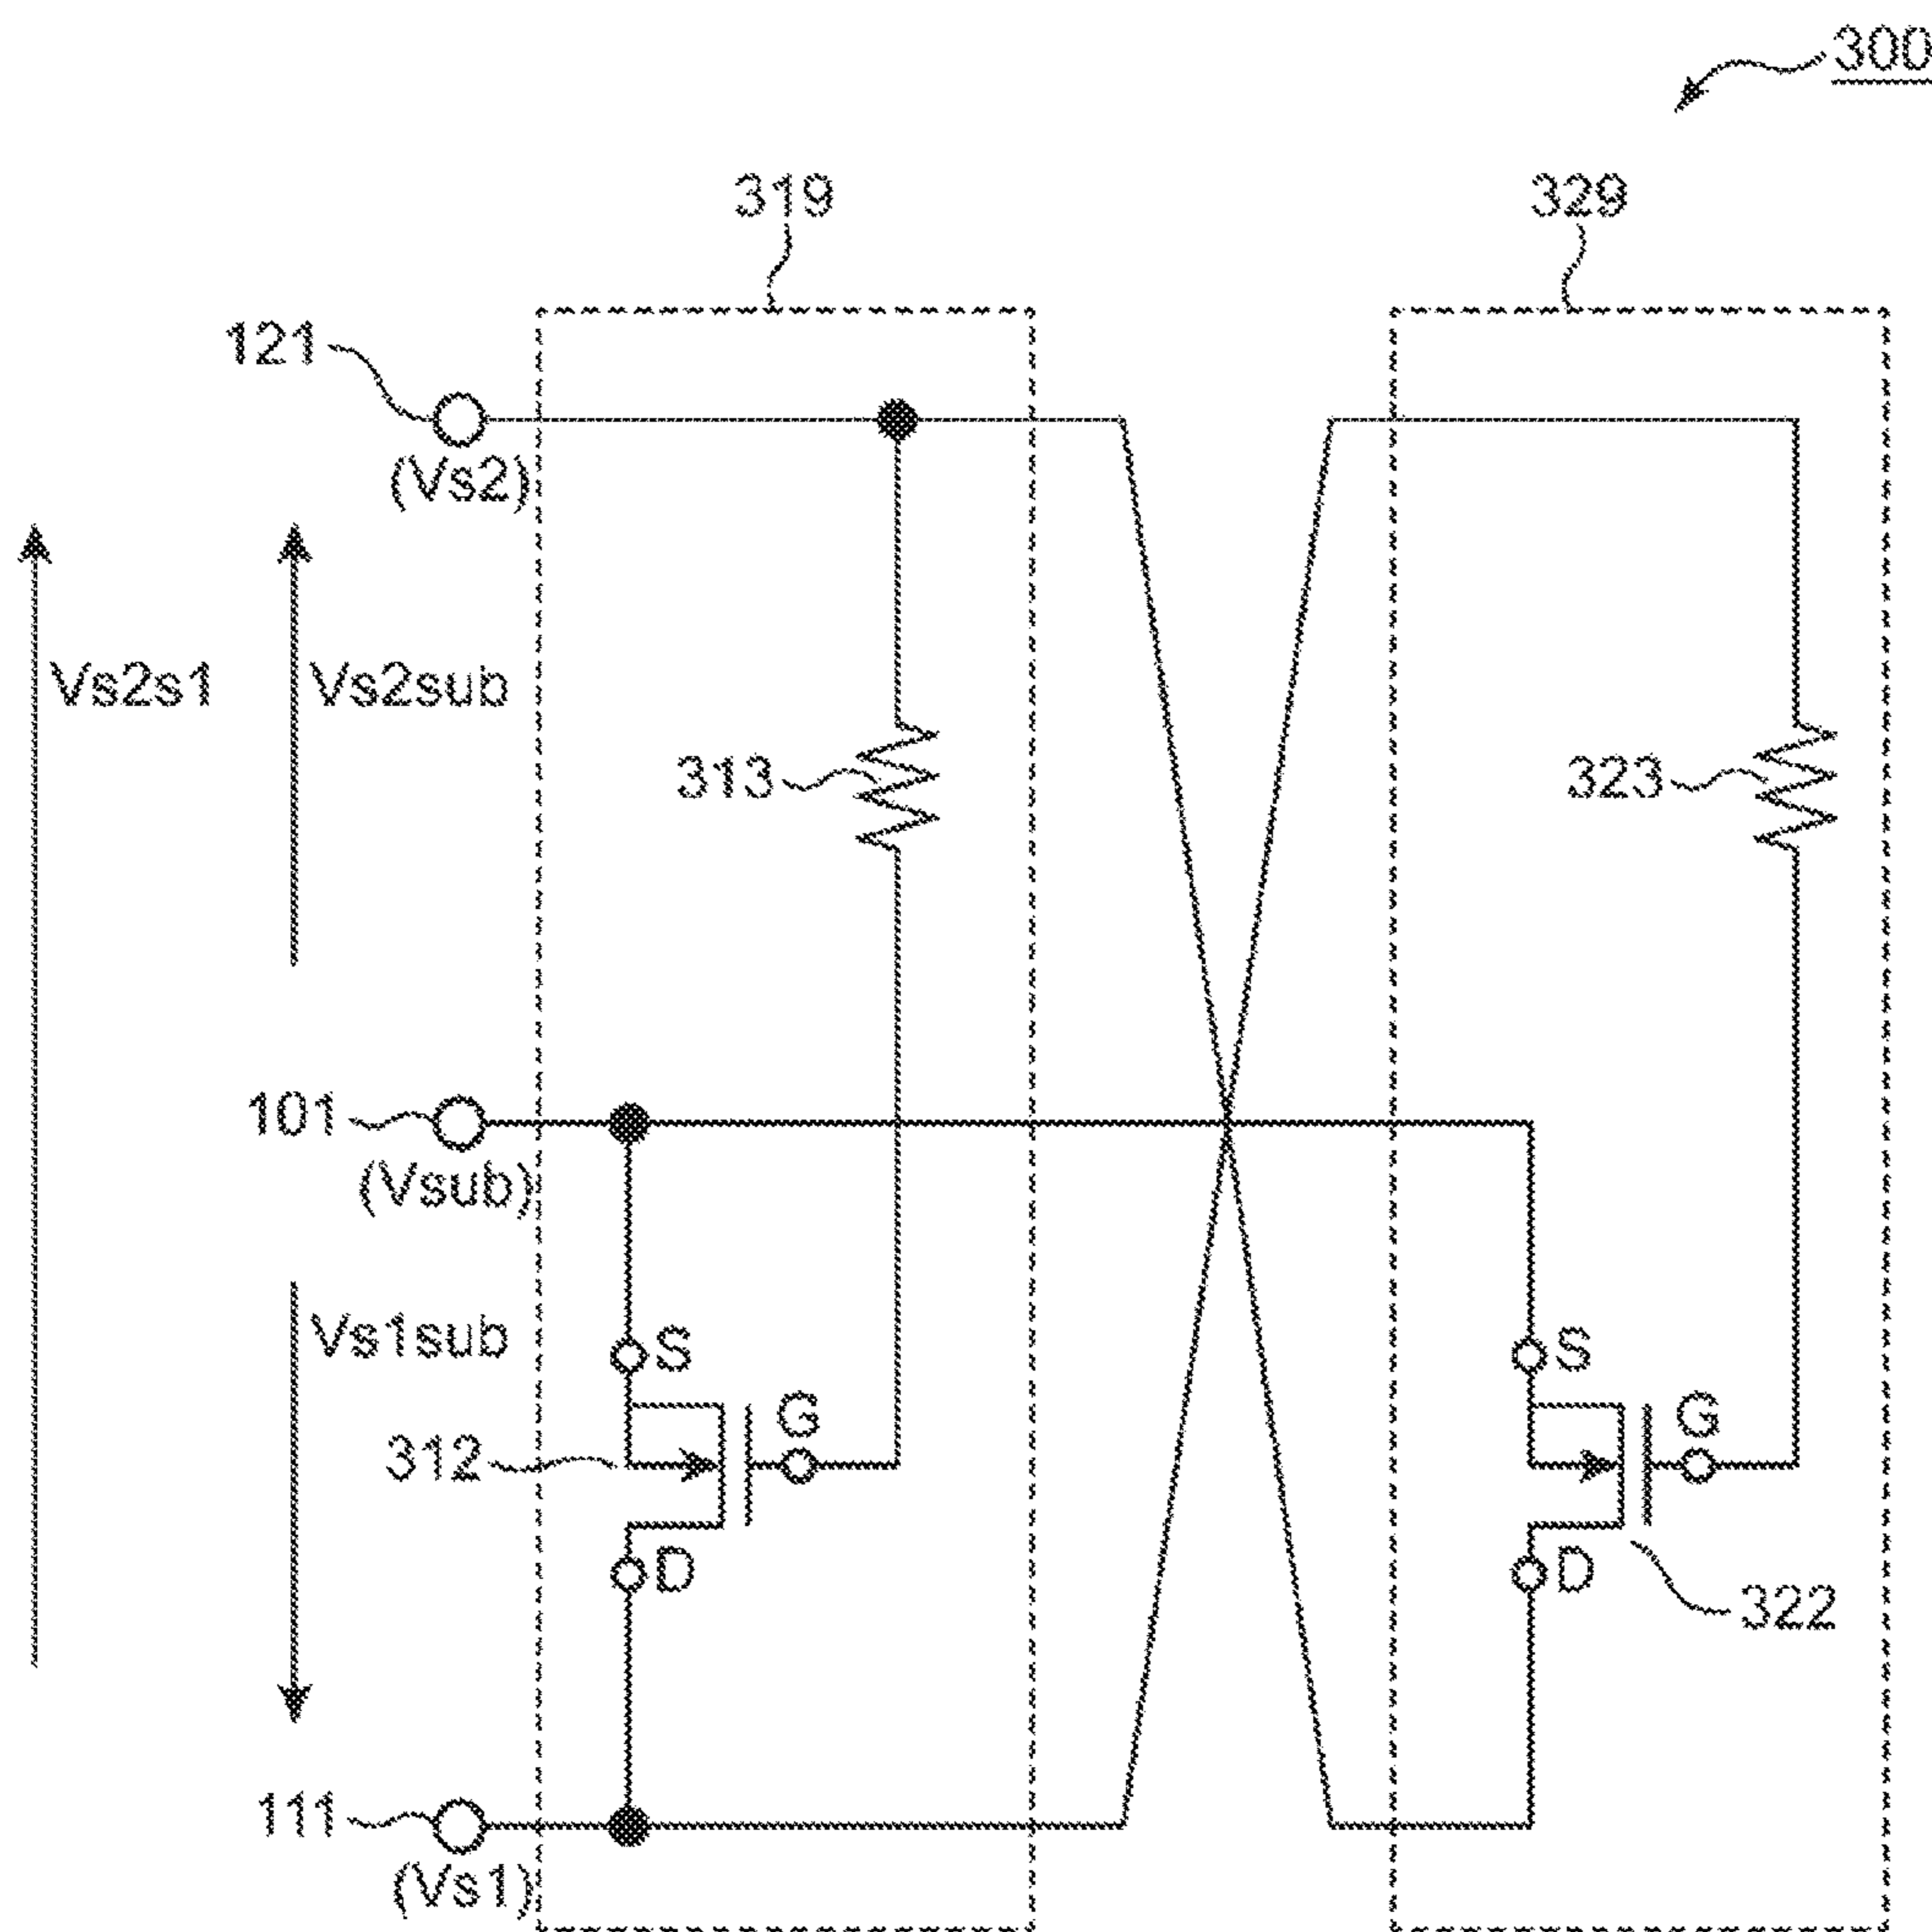 300
319
329
121
(Vs2)
Vs2s1
Vs2sub
313
323
101
(Vsub)
Vs1sub
S
S
G
G
312
D
D
322
111
(Vs1)